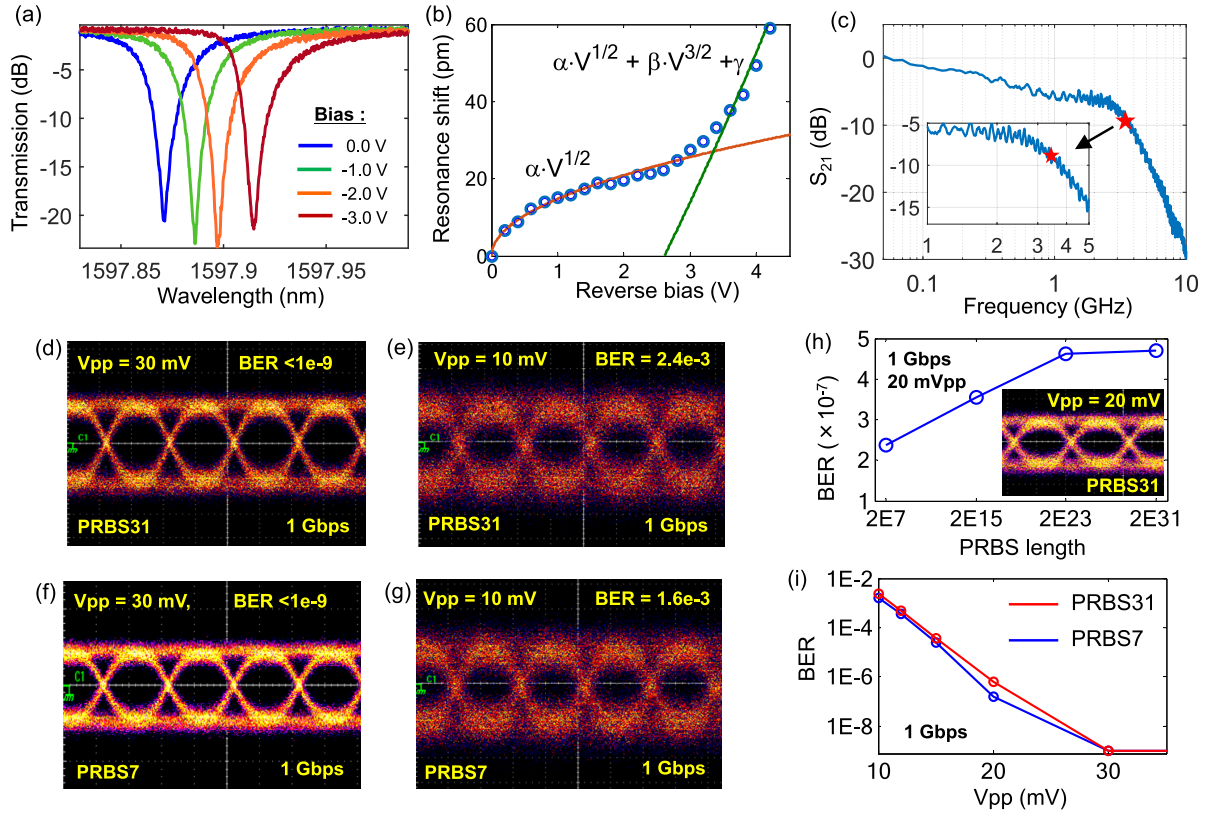 (a)
Transmission (dB)
-5
-10
-15
-20
Bias :
0.0 V
-1.0 V
-2.0 V
-3.0 V
1597.85
1597.9
1597.95
Wavelength (nm)
(b)
Resonance shift (pm)
60
40
20
0
α·V1/2 + β·V3/2 +γ
α·V1/2
0
1
2
3
4
Reverse bias (V)
(c)
S21 (dB)
0
-10
-20
-30
-5
-10
-15
1
2
3
4
5
0.1
1
10
Frequency (GHz)
(d)
Vpp = 30 mV
BER <1e-9
C1
PRBS31
1 Gbps
(e)
Vpp = 10 mV
BER = 2.4e-3
C1
PRBS31
1 Gbps
(f)
Vpp = 30 mV,
BER <1e-9
C1
PRBS7
1 Gbps
(g)
Vpp = 10 mV
BER = 1.6e-3
C1
PRBS7
1 Gbps
(h)
BER ( × 10-7)
5
4
3
2
1
1 Gbps
20 mVpp
Vpp = 20 mV
PRBS31
2E7
2E15
2E23
2E31
PRBS length
(i)
BER
1E-2
1E-4
1E-6
1E-8
PRBS31
PRBS7
1 Gbps
10
20
30
Vpp (mV)